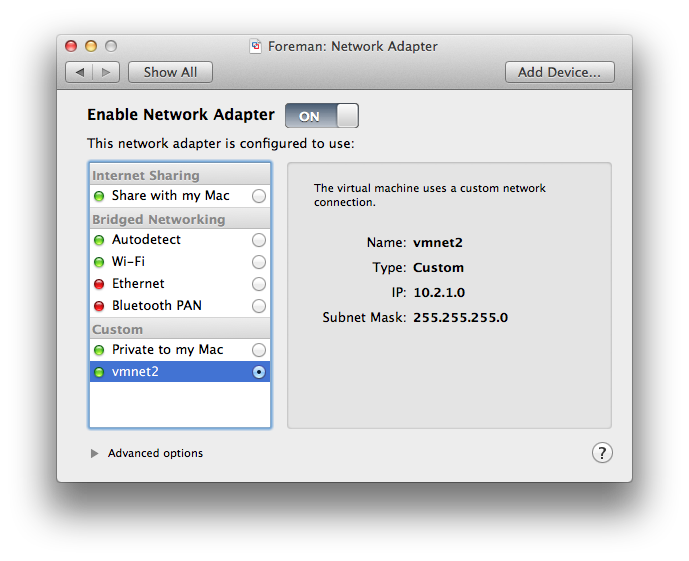 Foreman: Network Adapter
Show All
Add Device...
Enable Network Adapter ON
This network adapter is configured to use:
Internet Sharing
Share with my Mac
Bridged Networking
Autodetect
Wi-Fi
Ethernet
Bluetooth PAN
Custom
Private to my Mac
vmnet2
The virtual machine uses a custom network
connection.
Name: vmnet2
Type: Custom
IP: 10.2.1.0
Subnet Mask: 255.255.255.0
Advanced options
?